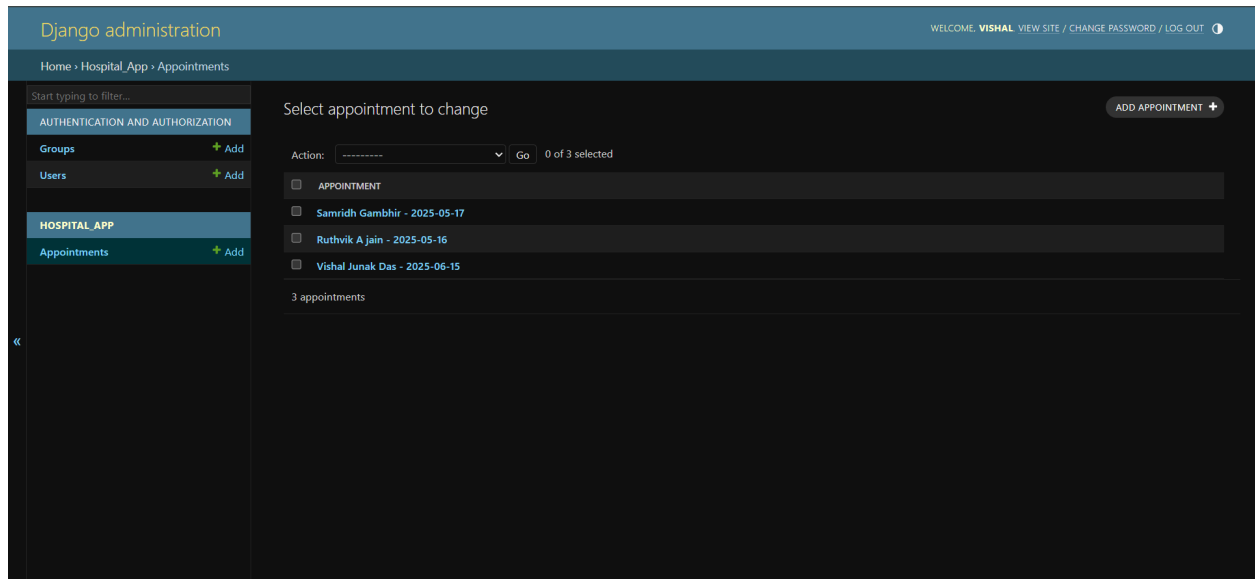 Django administration
WELCOME, VISHAL. VIEW SITE / CHANGE PASSWORD / LOG OUT
Home › Hospital_App › Appointments
Start typing to filter...
AUTHENTICATION AND AUTHORIZATION
Groups + Add
Users + Add
HOSPITAL_APP
Appointments + Add
«
Select appointment to change
ADD APPOINTMENT +
Action: --------- Go 0 of 3 selected
APPOINTMENT
Samridh Gambhir - 2025-05-17
Ruthvik A jain - 2025-05-16
Vishal Junak Das - 2025-06-15
3 appointments